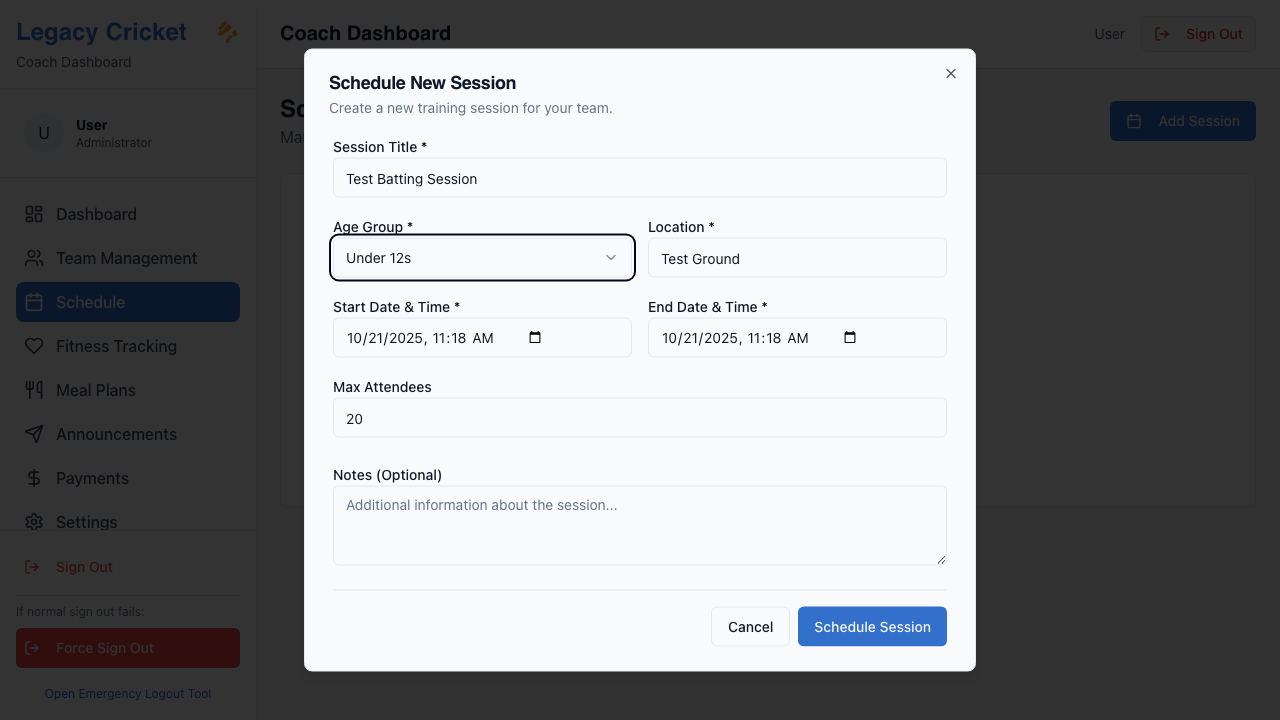 Legacy Cricket
Coach Dashboard
U
User
Administrator
Dashboard
Team Management
Schedule
Fitness Tracking
Meal Plans
Announcements
Payments
Settings
Sign Out
If normal sign out fails:
Force Sign Out
Open Emergency Logout Tool
Coach Dashboard
User
Sign Out
Add Session
Schedule New Session
Create a new training session for your team.
Session Title *
Test Batting Session
Age Group *
Under 12s
Location *
Test Ground
Start Date & Time *
10/21/2025, 11:18 AM
End Date & Time *
10/21/2025, 11:18 AM
Max Attendees
20
Notes (Optional)
Additional information about the session...
Cancel
Schedule Session